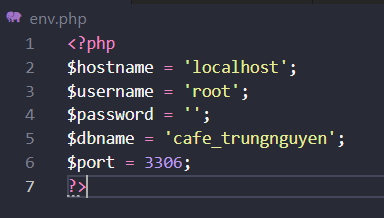 env.php
1 <?php
2 $hostname = 'localhost';
3 $username = 'root';
4 $password = '';
5 $dbname = 'cafe_trungnguyen';
6 $port = 3306;
7 ?>